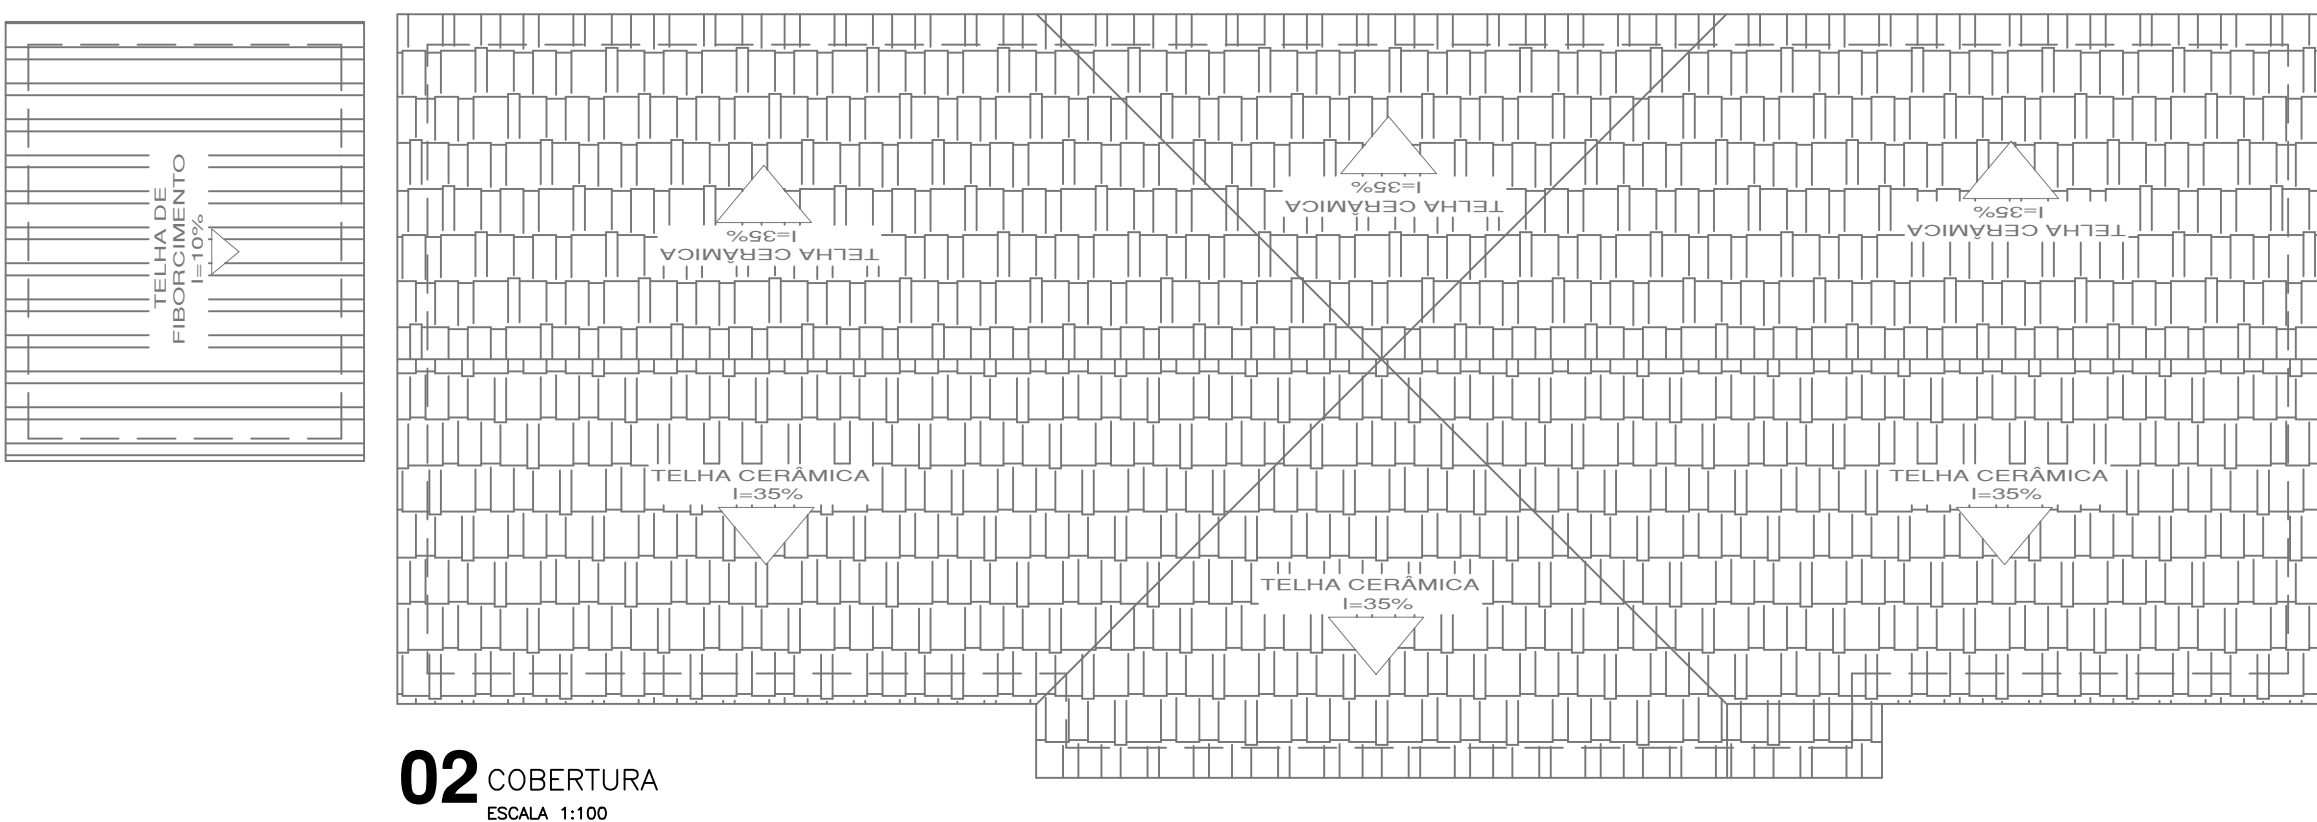 TELHA DE
FIBORCIMENTO
I=10%
TELHA CERÂMICA
I=35%
TELHA CERÂMICA
I=35%
TELHA CERÂMICA
I=35%
TELHA CERÂMICA
I=35%
TELHA CERÂMICA
I=35%
TELHA CERÂMICA
I=35%
02 COBERTURA
ESCALA 1:100